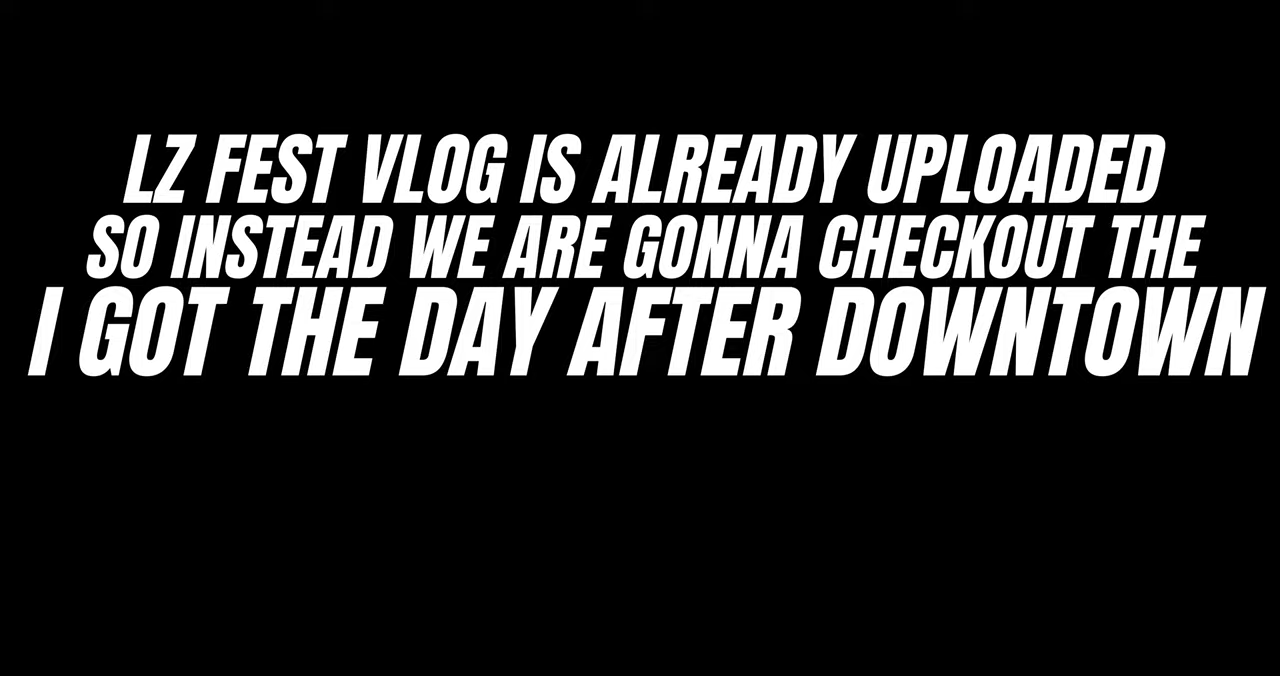 LZ FEST VLOG IS ALREADY UPLOADED
SO INSTEAD WE ARE GONNA CHECKOUT THE
I GOT THE DAY AFTER DOWNTOWN